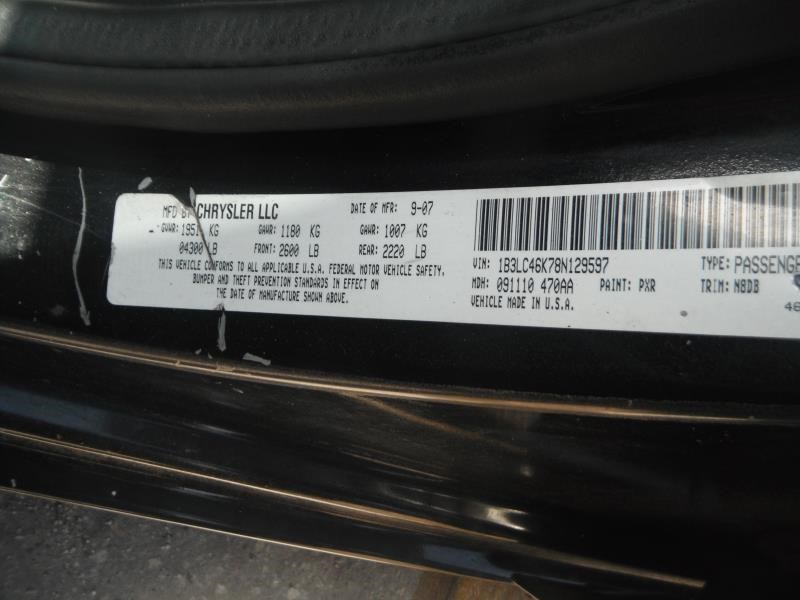 MFD BY CHRYSLER LLC DATE OF MFR: 9-07
GVWR: 1951 KG GAWR: 1180 KG GAWR: 1007 KG
04300 LB FRONT: 2600 LB REAR: 2220 LB
THIS VEHICLE CONFORMS TO ALL APPLICABLE U.S.A. FEDERAL MOTOR VEHICLE SAFETY,
BUMPER AND THEFT PREVENTION STANDARDS IN EFFECT ON
THE DATE OF MANUFACTURE SHOWN ABOVE.
VIN: 1B3LC46K78N129597 TYPE: PASSENGE
MDH: 091110 470AA PAINT: PXR TRIM: N8DB
VEHICLE MADE IN U.S.A. 46